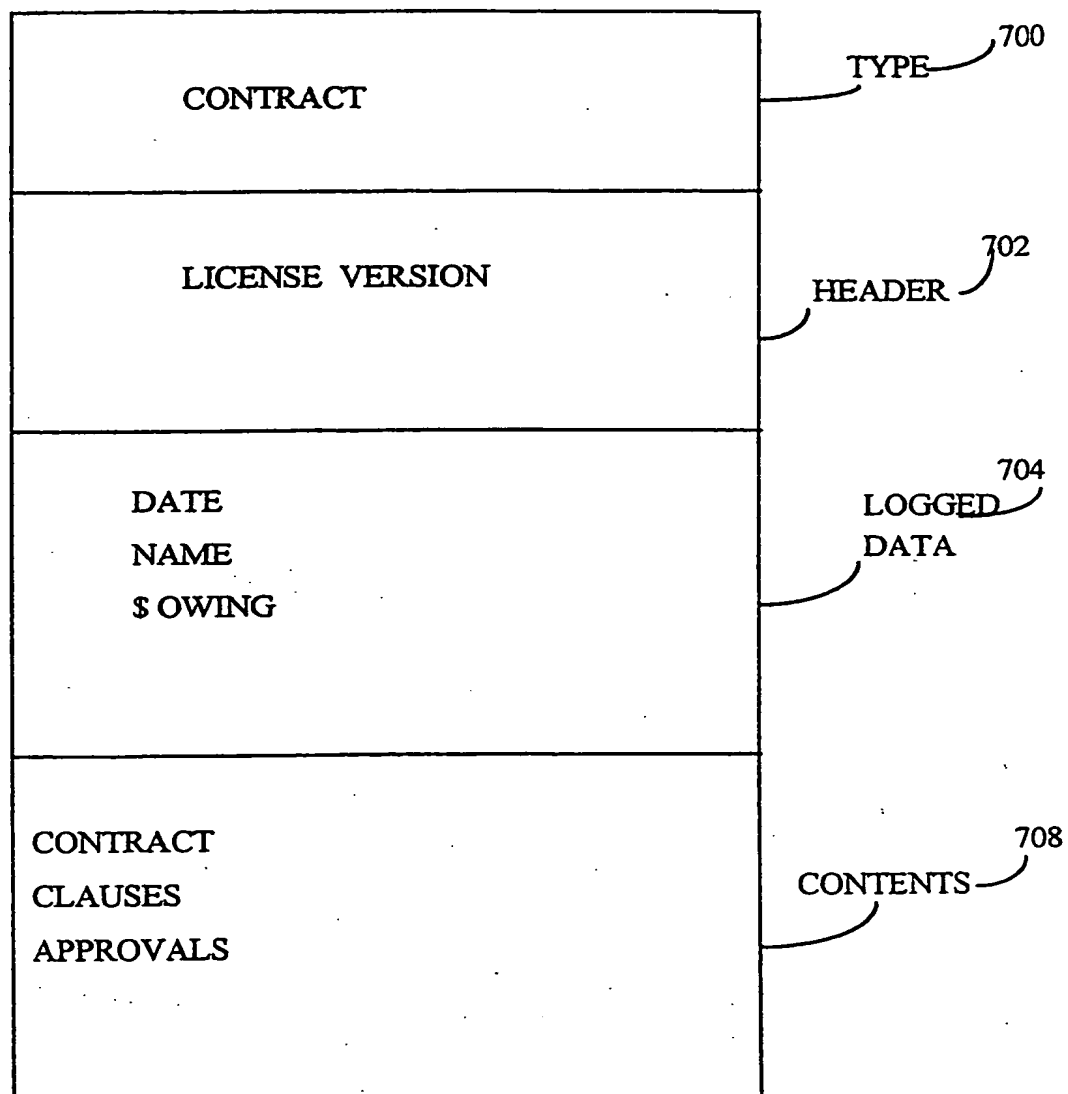 700
TYPE
CONTRACT
702
LICENSE VERSION
HEADER
704
DATE
LOGGED
NAME
DATA
$ OWING
708
CONTRACT
CLAUSES
CONTENTS
APPROVALS